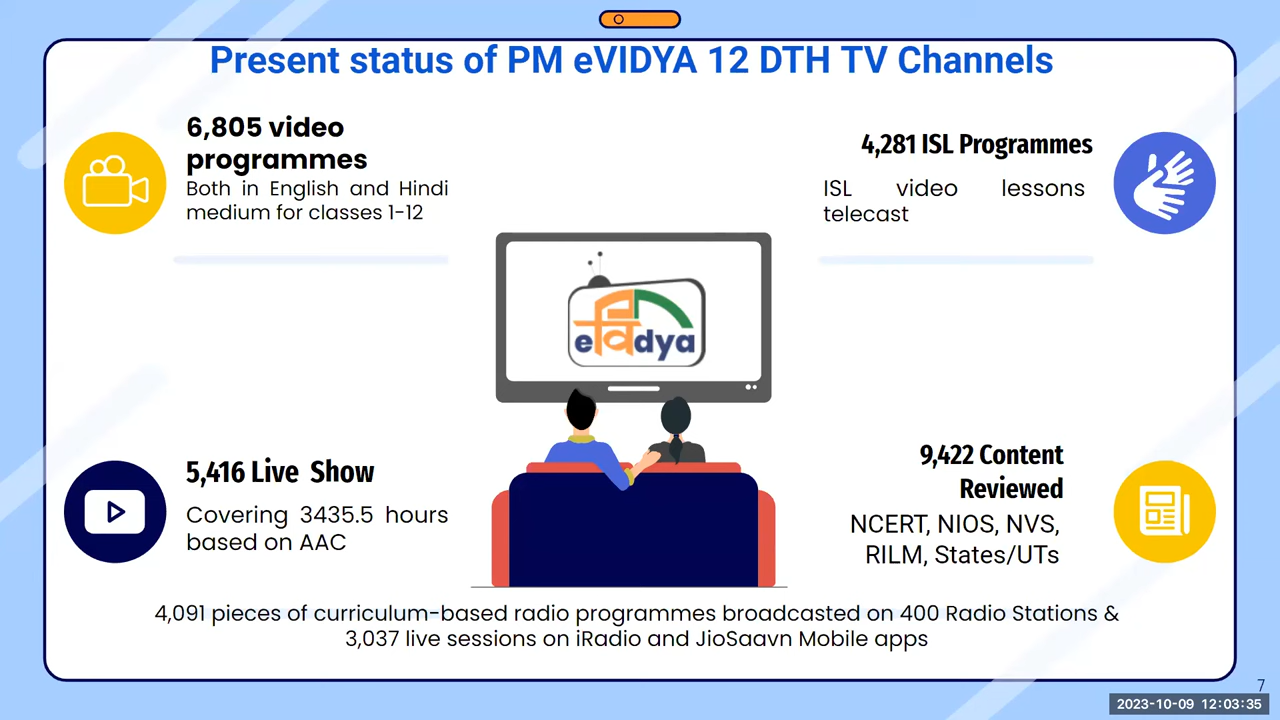 Present status of PM eVIDYA 12 DTH TV Channels
6,805 video
programmes
Both in English and Hindi
medium for classes 1-12
4,281 ISL Programmes
ISL video lessons
telecast
eविdya
5,416 Live Show
Covering 3435.5 hours
based on AAC
9,422 Content
Reviewed
NCERT, NIOS, NVS,
RILM, States/UTs
4,091 pieces of curriculum-based radio programmes broadcasted on 400 Radio Stations &
3,037 live sessions on iRadio and JioSaavn Mobile apps
7
2023-10-09 12:03:35